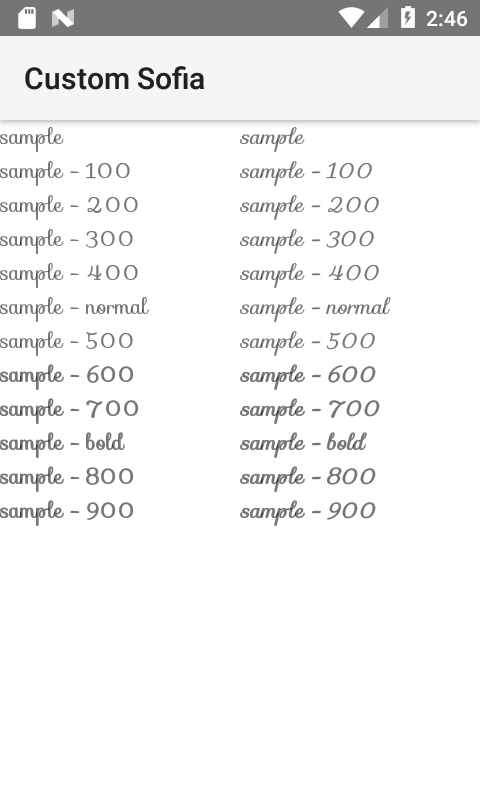 2:46
Custom Sofia
sample sample
sample - 100 sample - 100
sample - 200 sample - 200
sample - 300 sample - 300
sample - 400 sample - 400
sample - normal sample - normal
sample - 500 sample - 500
sample - 600 sample - 600
sample - 700 sample - 700
sample - bold sample - bold
sample - 800 sample - 800
sample - 900 sample - 900